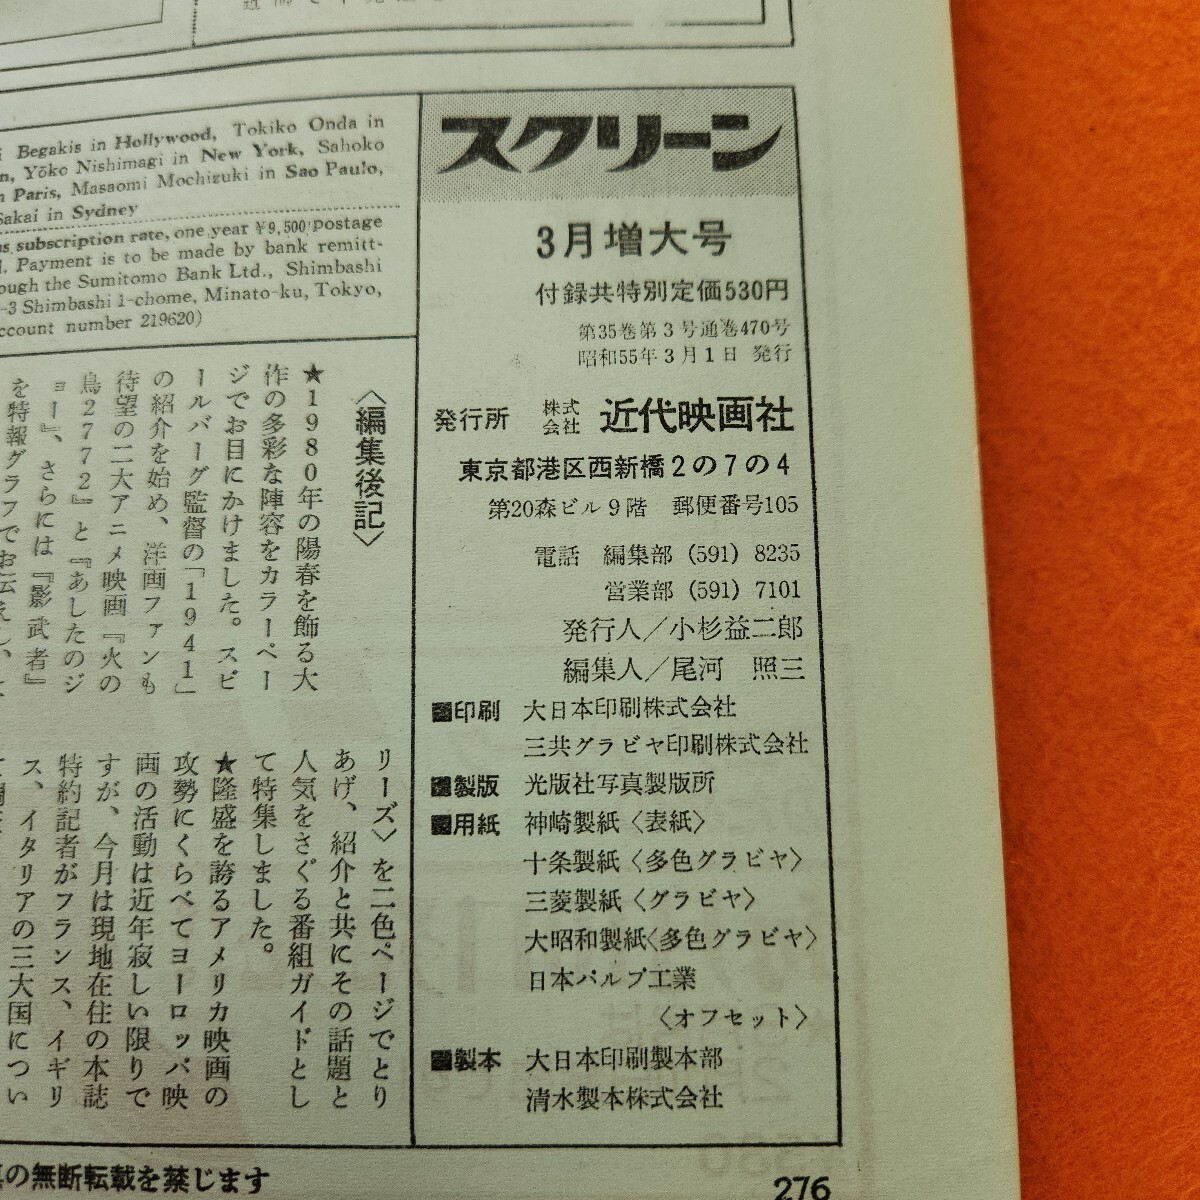 Begakis in Hollywood, Tokiko Onda in
Yōko Nishimagi in New York, Sahoko
Paris, Masaomi Mochizuki in Sao Paulo,
Sakai in Sydney
subscription rate, one year ¥9,500 postage
Payment is to be made by bank remitt-
ough the Sumitomo Bank Ltd., Shimbashi
-3 Shimbashi 1-chome, Minato-ku, Tokyo,
ccount number 219620)
スクリーン
3月増大号
付録共特別定価530円
第35巻第3号通巻470号
昭和55年3月1日 発行
発行所 株式会社 近代映画社
東京都港区西新橋2の7の4
第20森ビル9階 郵便番号105
電話 編集部 (591) 8235
営業部 (591) 7101
発行人/小杉益二郎
編集人/尾河 照三
■印刷 大日本印刷株式会社
三共グラビヤ印刷株式会社
■製版 光版社写真製版所
■用紙 神崎製紙〈表紙〉
十条製紙〈多色グラビヤ〉
三菱製紙〈グラビヤ〉
大昭和製紙〈多色グラビヤ〉
日本パルプ工業
〈オフセット〉
■製本 大日本印刷製本部
清水製本株式会社
〈編集後記〉
★1980年の陽春を飾る大
作の多彩な陣容をカラーペー
ジでお目にかけました。スピ
ールバーグ監督の「1941」
の紹介を始め、洋画ファンも
待望の二大アニメ映画『火の
鳥2772』と『あしたのジ
ョー』、さらには『影武者』
を特報グラフでお伝えし、
リーズ〉を二色ページでとり
あげ、紹介と共にその話題と
人気をさぐる番組ガイドとし
て特集しました。
★隆盛を誇るアメリカ映画の
攻勢にくらべてヨーロッパ映
画の活動は近年寂しい限りで
すが、今月は現地在住の本誌
特約記者がフランス、イギリ
ス、イタリアの三大国につい
の無断転載を禁じます
276